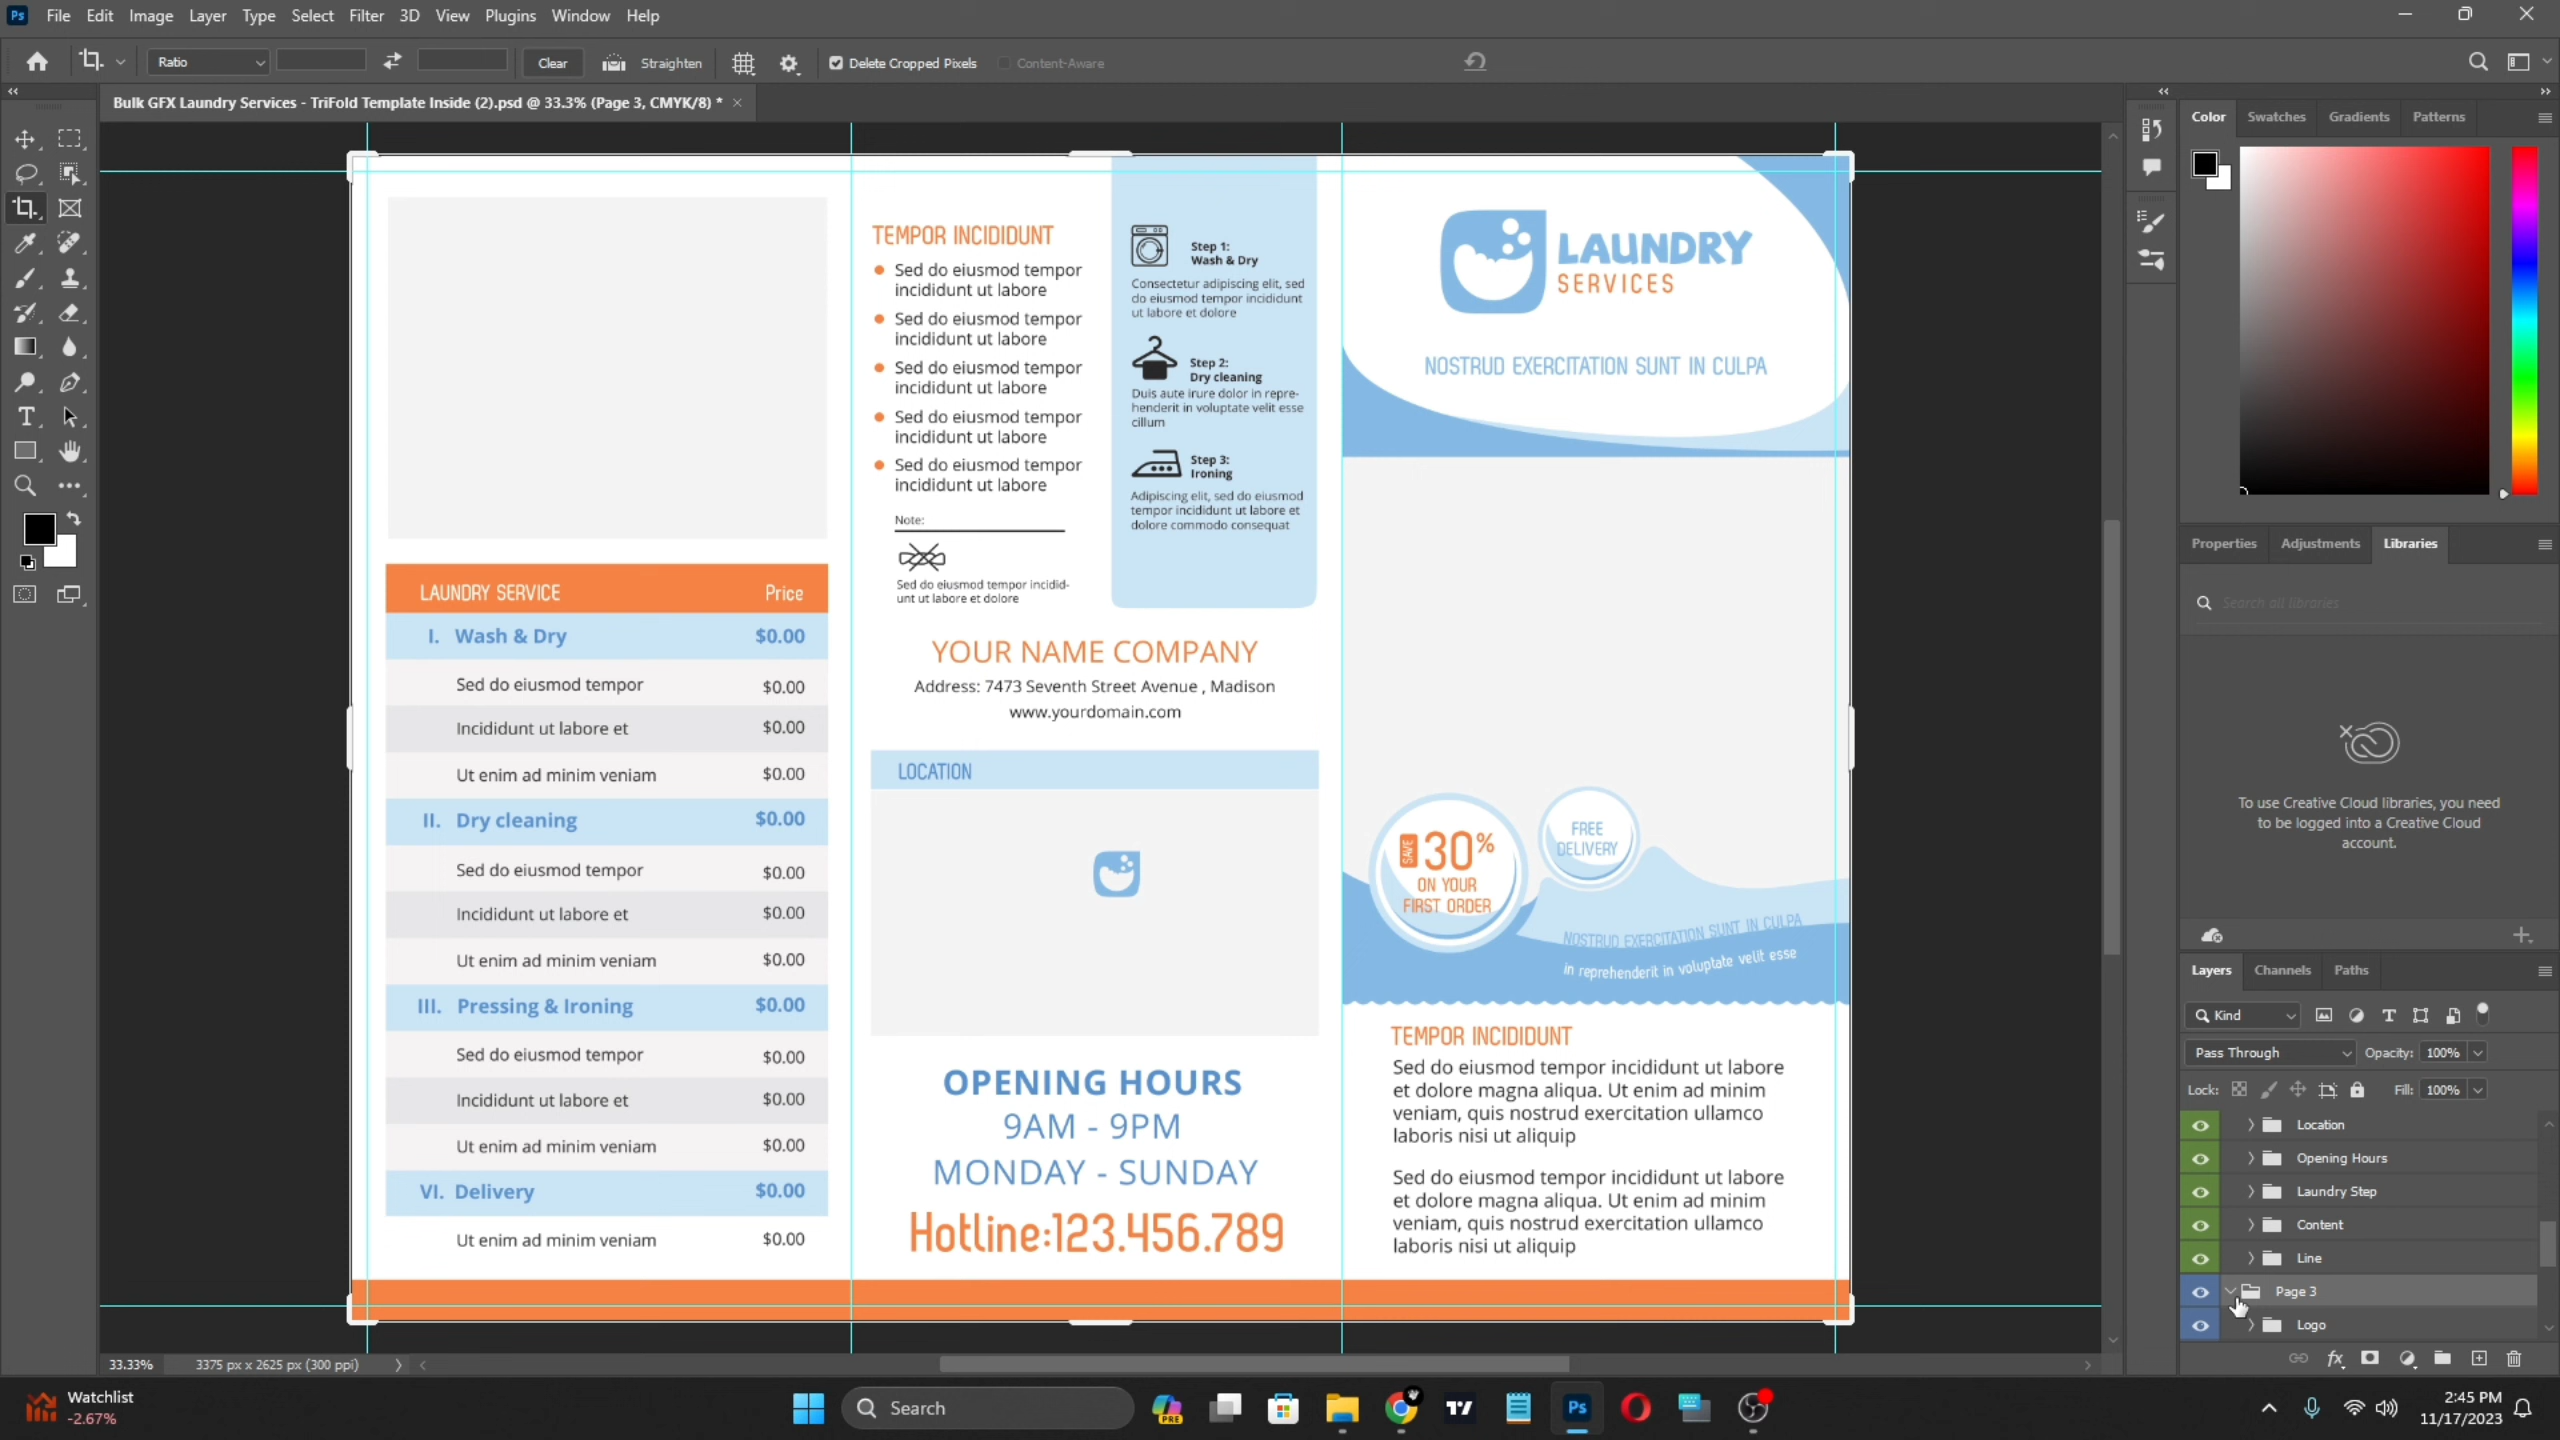 Ps File Edit Image Layer Type Select Filter 3D View Plugins Window Help
Ratio Clear Straighten Delete Cropped Pixels Content-Aware
Bulk GFX Laundry Services - TriFold Template Inside (2).psd @ 33.3% (Page 3, CMYK/8) *
LAUNDRY SERVICE Price
I. Wash & Dry $0.00
Sed do eiusmod tempor $0.00
Incididunt ut labore et $0.00
Ut enim ad minim veniam $0.00
II. Dry cleaning $0.00
Sed do eiusmod tempor $0.00
Incididunt ut labore et $0.00
Ut enim ad minim veniam $0.00
III. Pressing & Ironing $0.00
Sed do eiusmod tempor $0.00
Incididunt ut labore et $0.00
Ut enim ad minim veniam $0.00
VI. Delivery $0.00
Ut enim ad minim veniam $0.00
TEMPOR INCIDIDUNT
Sed do eiusmod tempor
incididunt ut labore
Sed do eiusmod tempor
incididunt ut labore
Sed do eiusmod tempor
incididunt ut labore
Sed do eiusmod tempor
incididunt ut labore
Sed do eiusmod tempor
incididunt ut labore
Note:
Sed do eiusmod tempor incidid-
unt ut labore et dolore
Step 1:
Wash & Dry
Consectetur adipiscing elit, sed
do eiusmod tempor incididunt
ut labore et dolore
Step 2:
Dry cleaning
Duis aute irure dolor in repre-
henderit in voluptate velit esse
cillum
Step 3:
Ironing
Adipiscing elit, sed do eiusmod
tempor incididunt ut labore et
dolore commodo consequat
YOUR NAME COMPANY
Address: 7473 Seventh Street Avenue , Madison
www.yourdomain.com
LOCATION
OPENING HOURS
9AM - 9PM
MONDAY - SUNDAY
Hotline:123.456.789
LAUNDRY
SERVICES
NOSTRUD EXERCITATION SUNT IN CULPA
SAVE 30%
ON YOUR
FIRST ORDER
FREE
DELIVERY
NOSTRUD EXERCITATION SUNT IN CULPA
in reprehenderit in voluptate velit esse
TEMPOR INCIDIDUNT
Sed do eiusmod tempor incididunt ut labore
et dolore magna aliqua. Ut enim ad minim
veniam, quis nostrud exercitation ullamco
laboris nisi ut aliquip
Sed do eiusmod tempor incididunt ut labore
et dolore magna aliqua. Ut enim ad minim
veniam, quis nostrud exercitation ullamco
laboris nisi ut aliquip
Color Swatches Gradients Patterns
Properties Adjustments Libraries
Search all libraries
To use Creative Cloud libraries, you need
to be logged into a Creative Cloud
account.
Layers Channels Paths
Kind
Pass Through Opacity: 100%
Lock: Fill: 100%
Location
Opening Hours
Laundry Step
Content
Line
Page 3
Logo
33.33% 3375 px x 2625 px (300 ppi)
Watchlist
-2.67%
Search
PRE
Ps
2:45 PM
11/17/2023